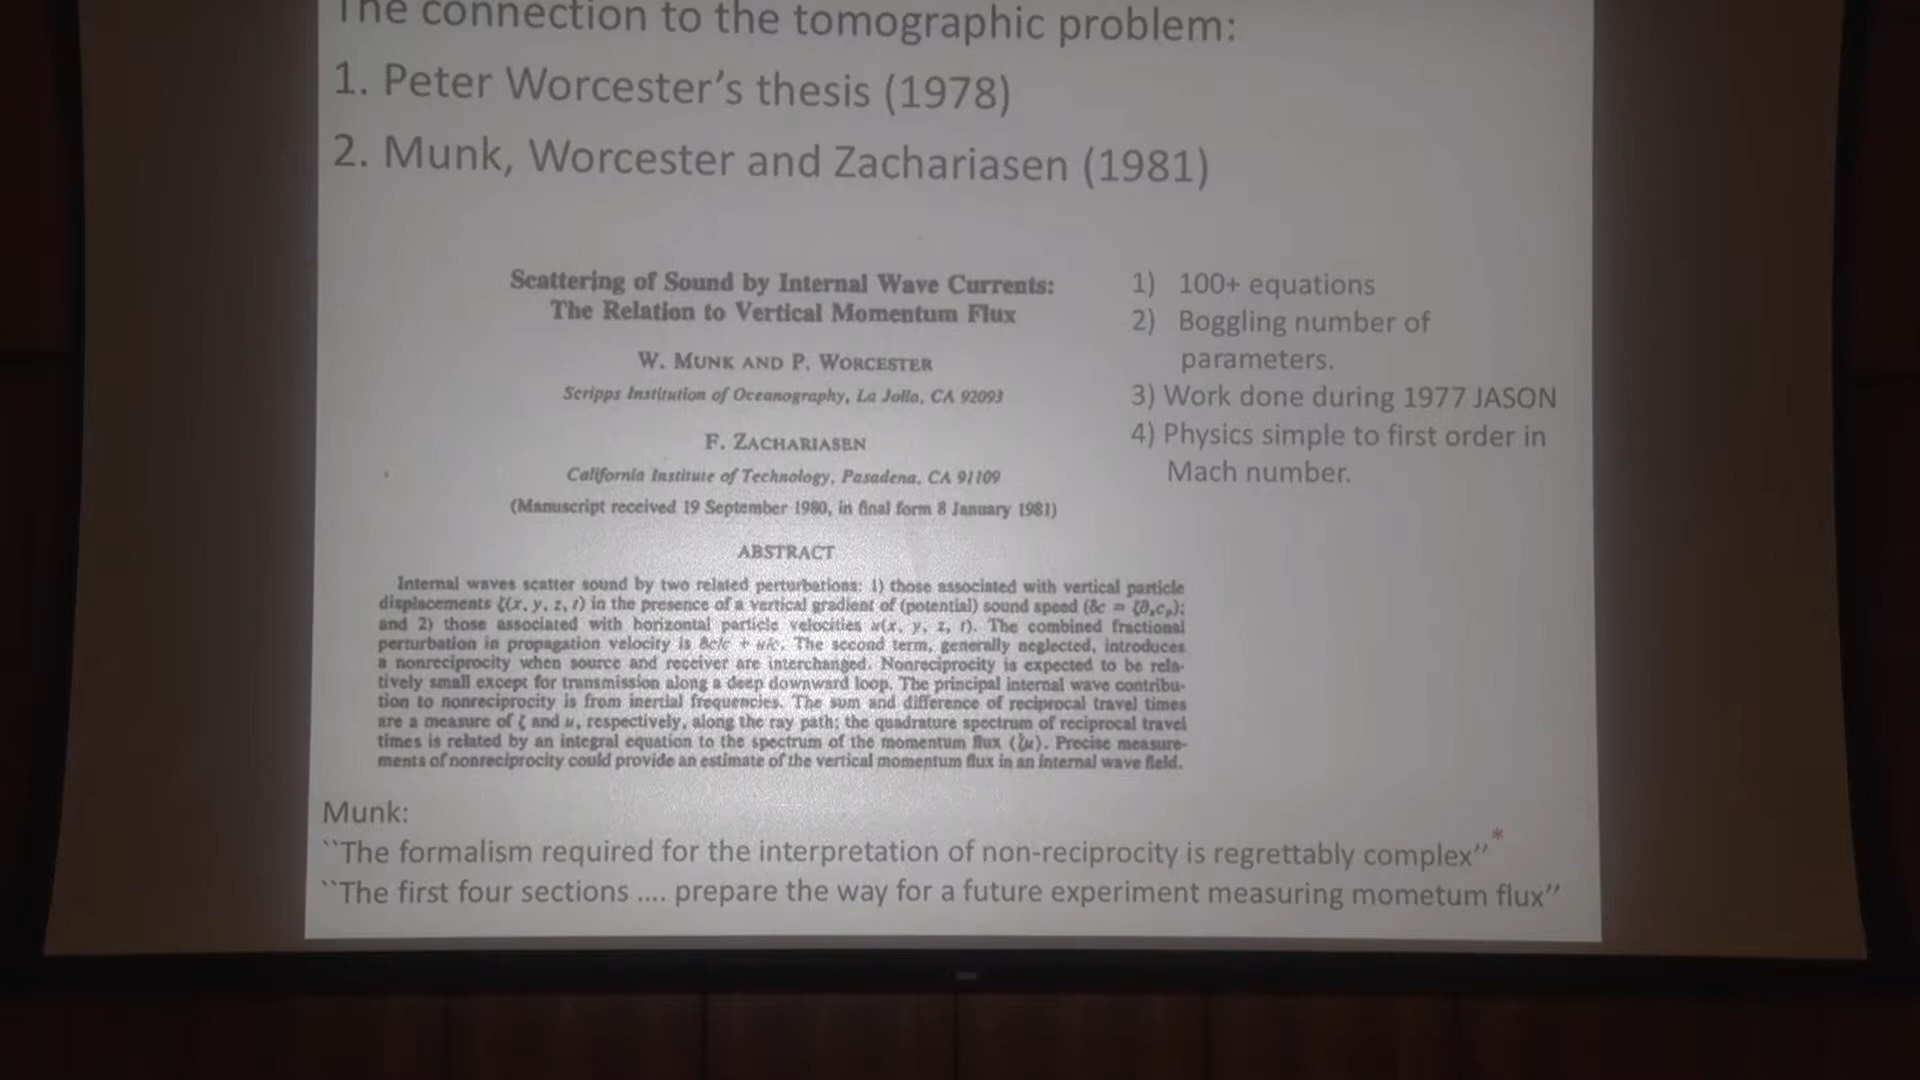 The connection to the tomographic problem:
1. Peter Worcester's thesis (1978)
2. Munk, Worcester and Zachariasen (1981)
Scattering of Sound by Internal Wave Currents:
The Relation to Vertical Momentum Flux
W. MUNK AND P. WORCESTER
Scripps Institution of Oceanography, La Jolla, CA 92093
F. ZACHARIASEN
California Institute of Technology, Pasadena, CA 91109
(Manuscript received 19 September 1980, in final form 8 January 1981)
ABSTRACT
Internal waves scatter sound by two related perturbations: 1) those associated with vertical particle
displacements ζ(x, y, z, t) in the presence of a vertical gradient of (potential) sound speed (δc = ζ∂zcp);
and 2) those associated with horizontal particle velocities u(x, y, z, t). The combined fractional
perturbation in propagation velocity is δc/c + u/c. The second term, generally neglected, introduces
a nonreciprocity when source and receiver are interchanged. Nonreciprocity is expected to be rela-
tively small except for transmission along a deep downward loop. The principal internal wave contribu-
tion to nonreciprocity is from inertial frequencies. The sum and difference of reciprocal travel times
are a measure of ζ and u, respectively, along the ray path; the quadrature spectrum of reciprocal travel
times is related by an integral equation to the spectrum of the momentum flux ⟨ζ̇u⟩. Precise measure-
ments of nonreciprocity could provide an estimate of the vertical momentum flux in an internal wave field.
1) 100+ equations
2) Boggling number of
parameters.
3) Work done during 1977 JASON
4) Physics simple to first order in
Mach number.
Munk:
``The formalism required for the interpretation of non-reciprocity is regrettably complex''*
``The first four sections .... prepare the way for a future experiment measuring mometum flux''